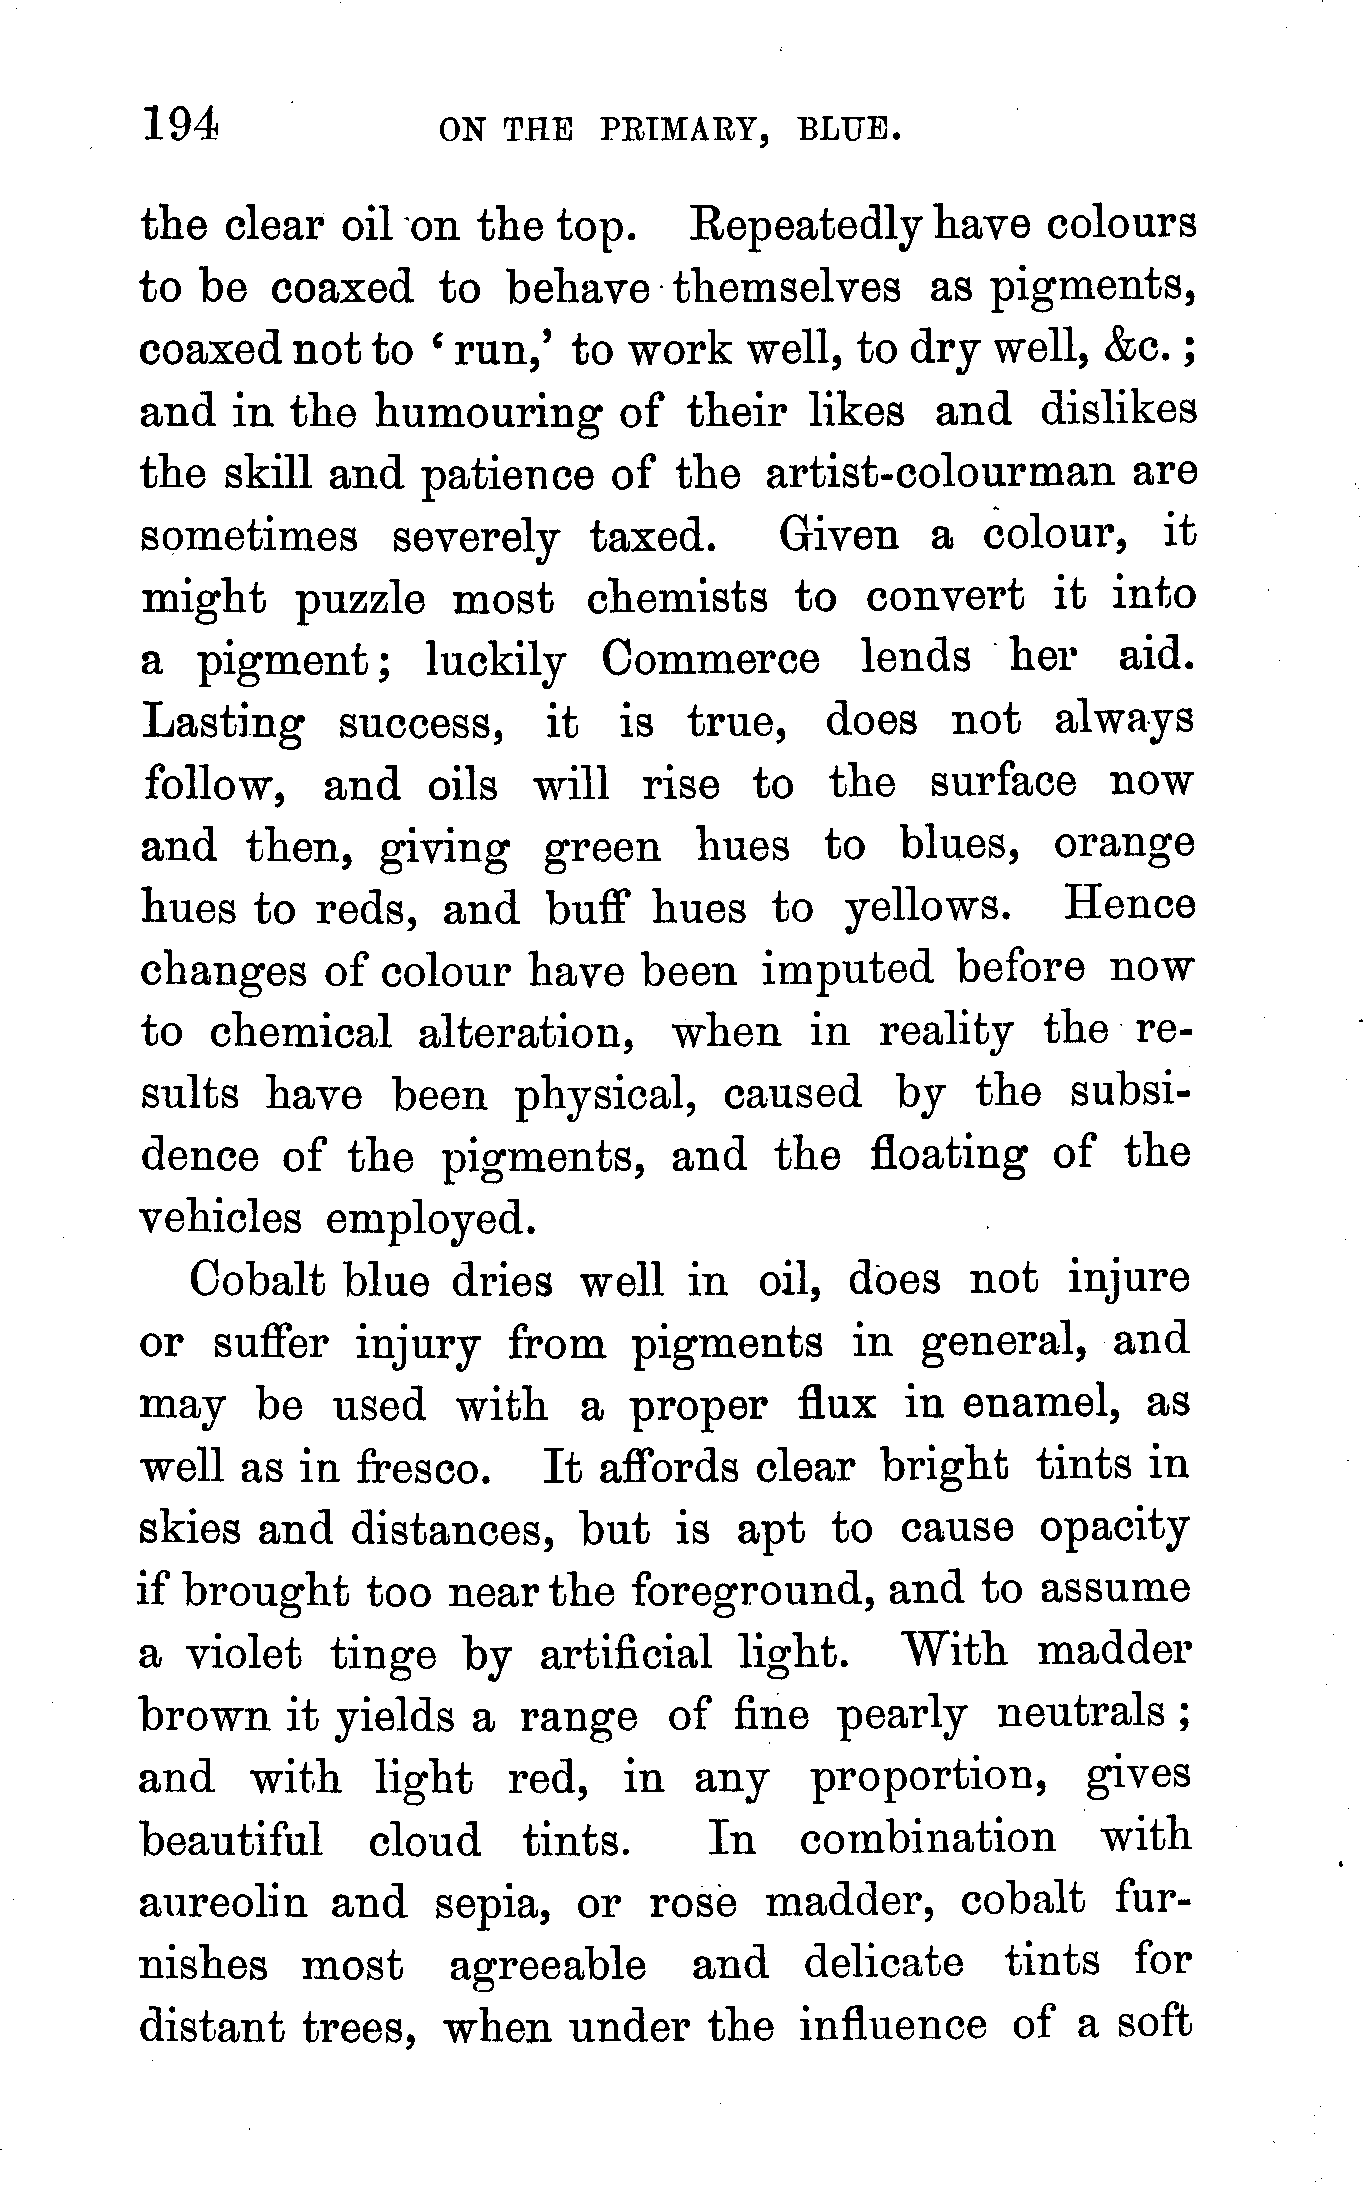 194 ON THE PRIMARY, BLUE.
the clear oil on the top. Repeatedly have colours
to be coaxed to behave themselves as pigments,
coaxed not to ‘run,’ to work well, to dry well, &c. ;
and in the humouring of their likes and dislikes
the skill and patience of the artist-colourman are
sometimes severely taxed. Given a colour, it
might puzzle most chemists to convert it into
a pigment; luckily Commerce lends her aid.
Lasting success, it is true, does not always
follow, and oils will rise to the surface now
and then, giving green hues to blues, orange
hues to reds, and buff hues to yellows. Hence
changes of colour have been imputed before now
to chemical alteration, when in reality the re-
sults have been physical, caused by the subsi-
dence of the pigments, and the floating of the
vehicles employed.
Cobalt blue dries well in oil, does not injure
or suffer injury from pigments in general, and
may be used with a proper flux in enamel, as
well as in fresco. It affords clear bright tints in
skies and distances, but is apt to cause opacity
if brought too near the foreground, and to assume
a violet tinge by artificial light. With madder
brown it yields a range of fine pearly neutrals ;
and with light red, in any proportion, gives
beautiful cloud tints. In combination with
aureolin and sepia, or rose madder, cobalt fur-
nishes most agreeable and delicate tints for
distant trees, when under the influence of a soft